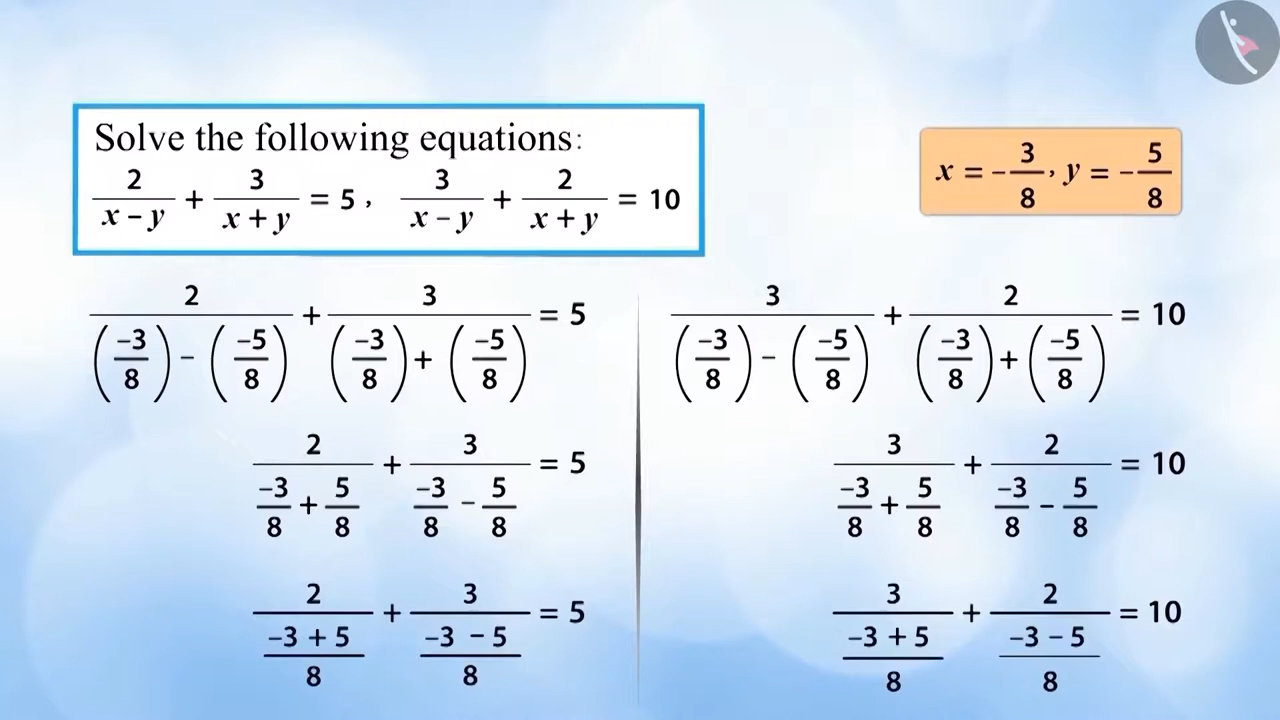 Solve the following equations:
2/(x – y) + 3/(x + y) = 5 , 3/(x – y) + 2/(x + y) = 10
x = –3/8, y = –5/8
2/((–3/8) – (–5/8)) + 3/((–3/8) + (–5/8)) = 5
2/(–3/8 + 5/8) + 3/(–3/8 – 5/8) = 5
2/((–3 + 5)/8) + 3/((–3 – 5)/8) = 5
3/((–3/8) – (–5/8)) + 2/((–3/8) + (–5/8)) = 10
3/(–3/8 + 5/8) + 2/(–3/8 – 5/8) = 10
3/((–3 + 5)/8) + 2/((–3 – 5)/8) = 10